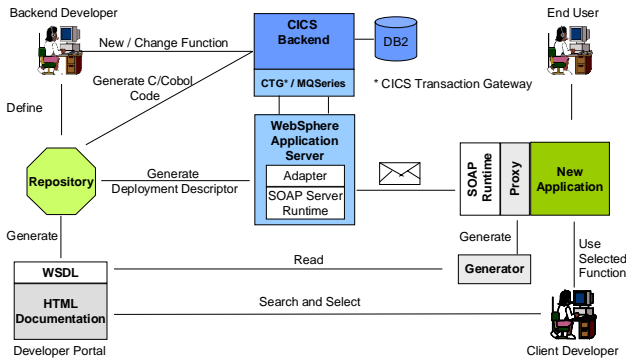 Backend Developer
CICS
Backend
DB2
End User
New / Change Function
Generate C/Cobol
Code
CTG* / MQSeries
* CICS Transaction Gateway
Define
WebSphere
Application
Server
Adapter
SOAP Server
Runtime
Repository
Generate
Deployment Descriptor
SOAP
Runtime
Proxy
New
Application
Generate
Generate
Use
Selected
Function
WSDL
HTML
Documentation
Read
Generator
Search and Select
Developer Portal
Client Developer